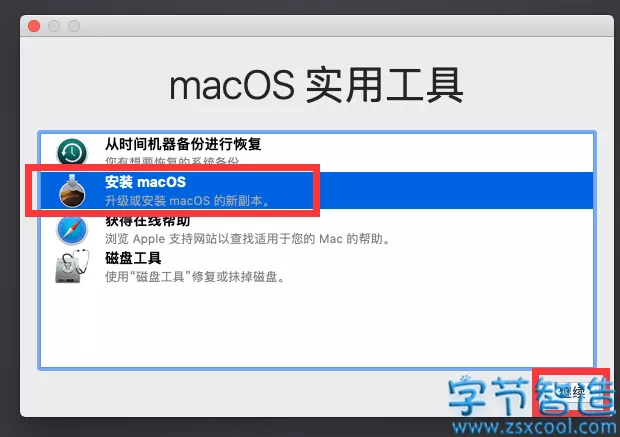 macOS 实用工具
从时间机器备份进行恢复
您有想要恢复的系统备份。
安装 macOS
升级或安装 macOS 的新副本。
获得在线帮助
浏览 Apple 支持网站以查找适用于您的 Mac 的帮助。
磁盘工具
使用“磁盘工具”修复或抹掉磁盘。
继续
字节智造
www.zsxcool.com